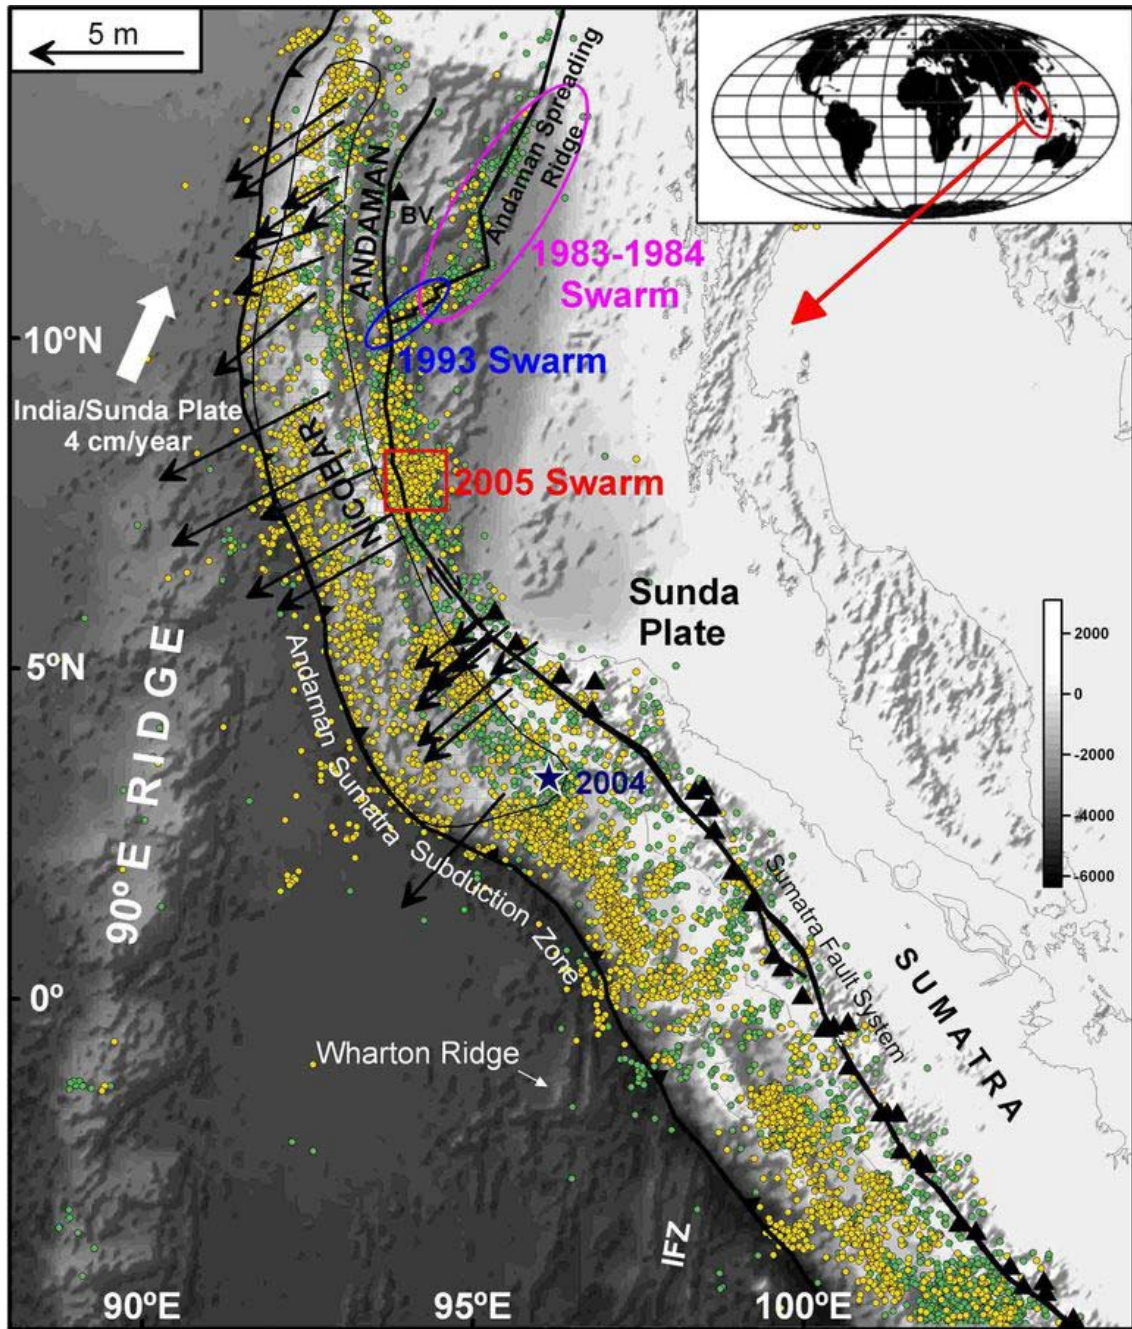 5 m
Andaman Spreading
Ridge
ANDAMAN
BV
1983-1984
Swarm
10ºN
1993 Swarm
India/Sunda Plate
4 cm/year
NICOBAR
2005 Swarm
Sunda
Plate
2000
0
-2000
-4000
-6000
5ºN
90ºE RIDGE
Andaman Sumatra Subduction Zone
2004
Sumatra Fault System
SUMATRA
0º
Wharton Ridge
IFZ
90ºE
95ºE
100ºE